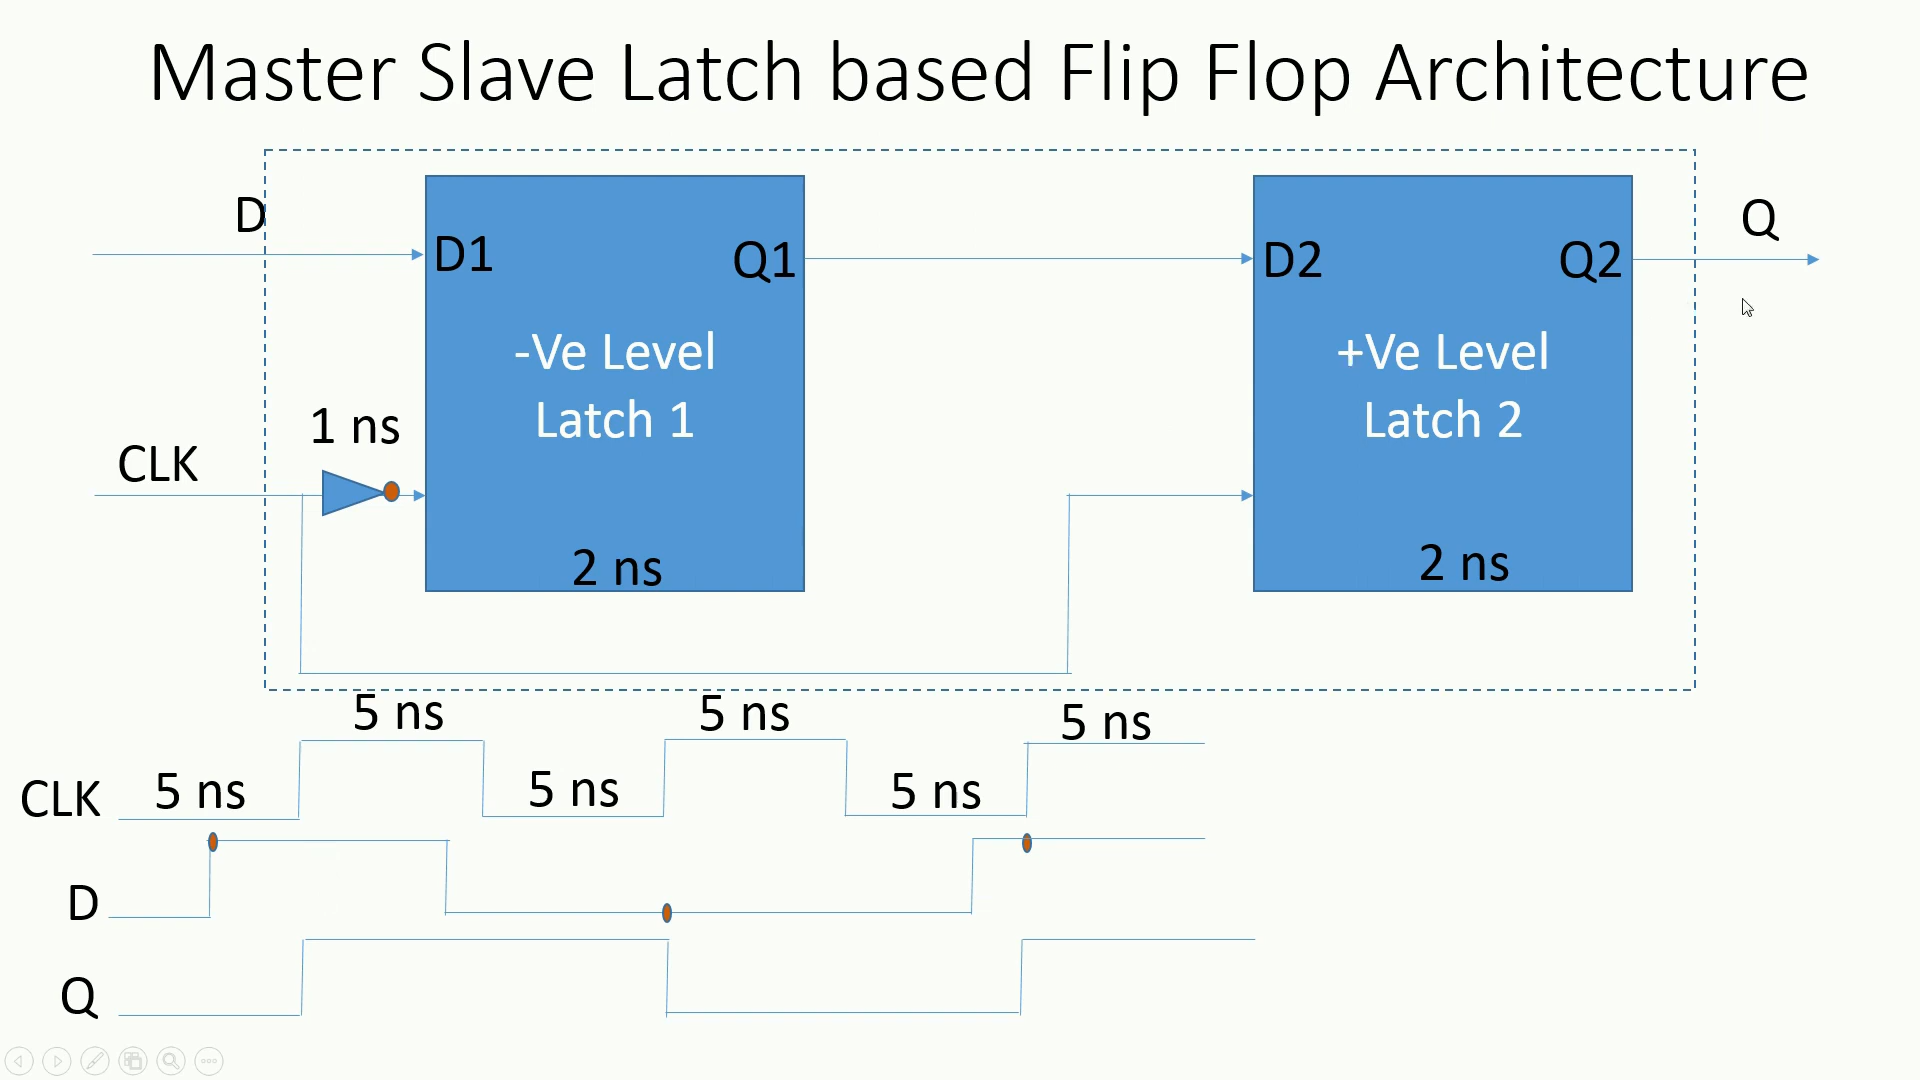 Master Slave Latch based Flip Flop Architecture
D
Q
D1
Q1
D2
Q2
-Ve Level
Latch 1
+Ve Level
Latch 2
1 ns
CLK
2 ns
2 ns
5 ns
5 ns
5 ns
CLK
5 ns
5 ns
5 ns
D
Q